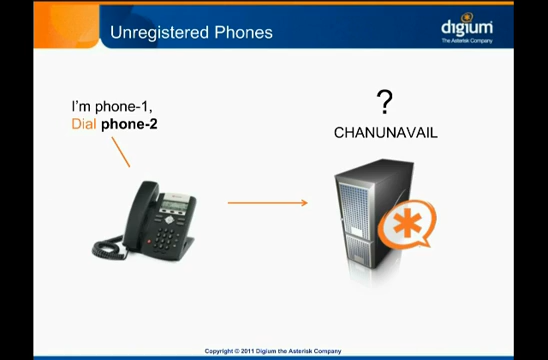 Unregistered Phones
digium
The Asterisk Company
I'm phone-1,
Dial phone-2
?
CHANUNAVAIL
Copyright © 2011 Digium the Asterisk Company